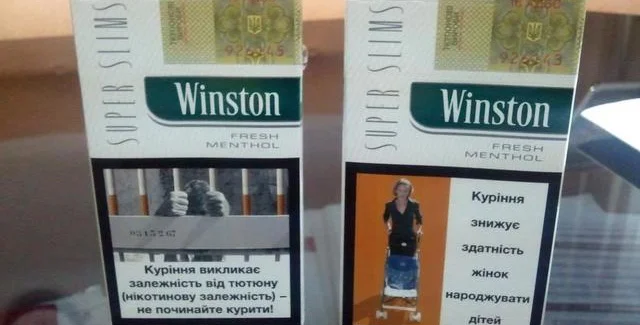 SUPER SLIMS
Winston
FRESH
MENTHOL
0315267
Куріння викликає
залежність від тютюну
(нікотинову залежність) –
не починайте курити!
SUPER SLIMS
Winston
FRESH
MENTHOL
Куріння
знижує
здатність
жінок
народжувати
дітей